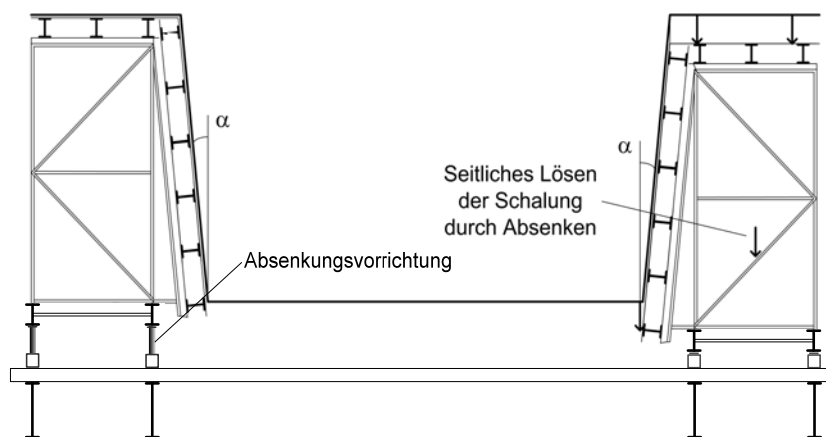 α
α
Seitliches Lösen
der Schalung
durch Absenken
Absenkungsvorrichtung